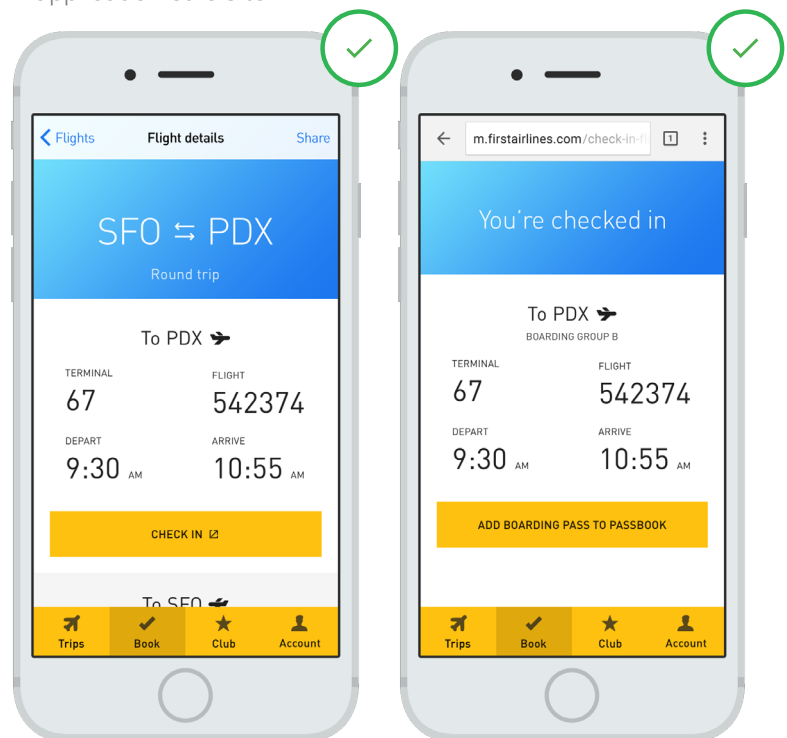 Flights
Flight details
Share
SFO ⇆ PDX
Round trip
To PDX
TERMINAL
67
FLIGHT
542374
DEPART
9:30 AM
ARRIVE
10:55 AM
CHECK IN
To SFO
Trips
Book
Club
Account
m.firstairlines.com/check-in-fl
1
You're checked in
To PDX
BOARDING GROUP B
TERMINAL
67
FLIGHT
542374
DEPART
9:30 AM
ARRIVE
10:55 AM
ADD BOARDING PASS TO PASSBOOK
Trips
Book
Club
Account